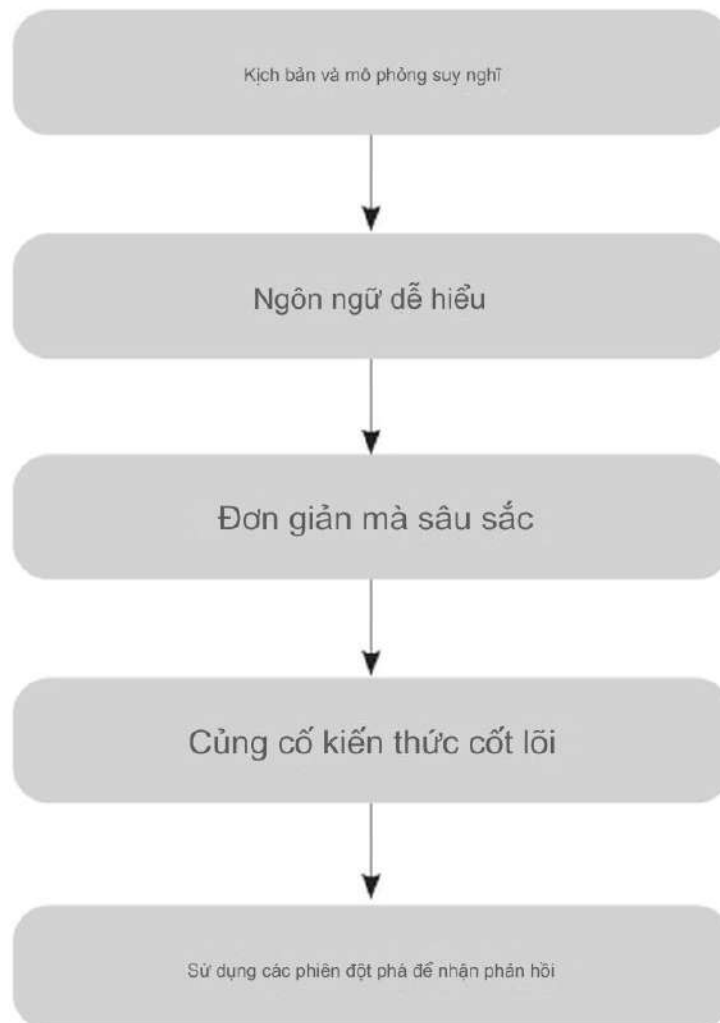 Kịch bản và mô phỏng suy nghĩ
Ngôn ngữ dễ hiểu
Đơn giản mà sâu sắc
Củng cố kiến thức cốt lõi
Sử dụng các phiên đột phá để nhận phản hồi